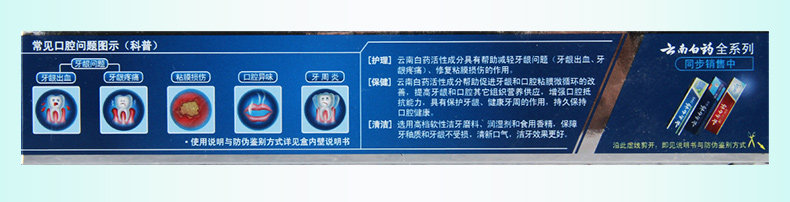 常见口腔问题图示（科普）
牙龈问题
牙龈出血
牙龈疼痛
粘膜损伤
口腔异味
牙周炎
·使用说明与防伪鉴别方式详见盒内壁说明书
[护理] 云南白药活性成分具有帮助减轻牙龈问题（牙龈出血、牙
龈疼痛）、修复粘膜损伤的作用。
[保健] 云南白药活性成分帮助促进牙龈和口腔粘膜微循环的改
善，提高牙龈和口腔其它组织营养供应，增强口腔抵
抗能力，具有保护牙龈、健康牙周的作用，持久保持
口腔健康。
[清洁] 选用高档软性洁牙磨料、润湿剂和食用香精，保障
牙釉质和牙龈不受损，清新口气，洁牙效果更好。
云南白药全系列
同步销售中
沿此虚线剪开，即见说明书与防伪鉴别方式